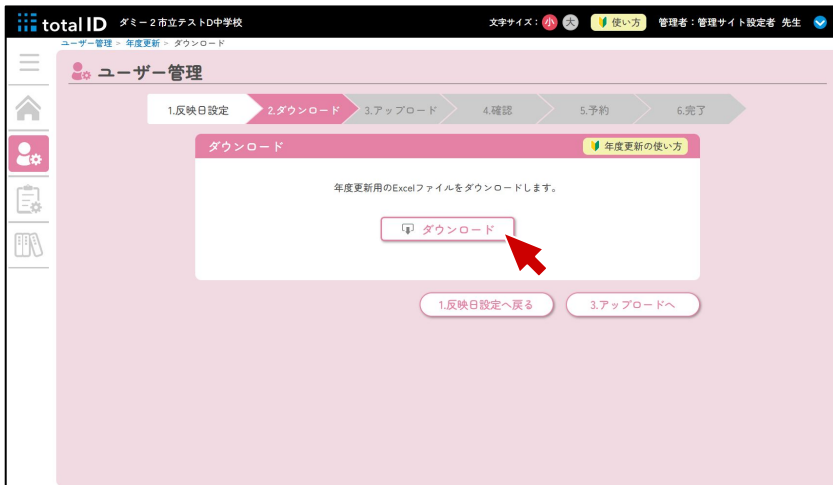 total ID ダミー2市立テストD中学校 文字サイズ: 小 大 使い方 管理者:管理サイト設定者 先生
ユーザー管理 > 年度更新 > ダウンロード
ユーザー管理
1.反映日設定 2.ダウンロード 3.アップロード 4.確認 5.予約 6.完了
ダウンロード 年度更新の使い方
年度更新用のExcelファイルをダウンロードします。
ダウンロード
1.反映日設定へ戻る 3.アップロードへ